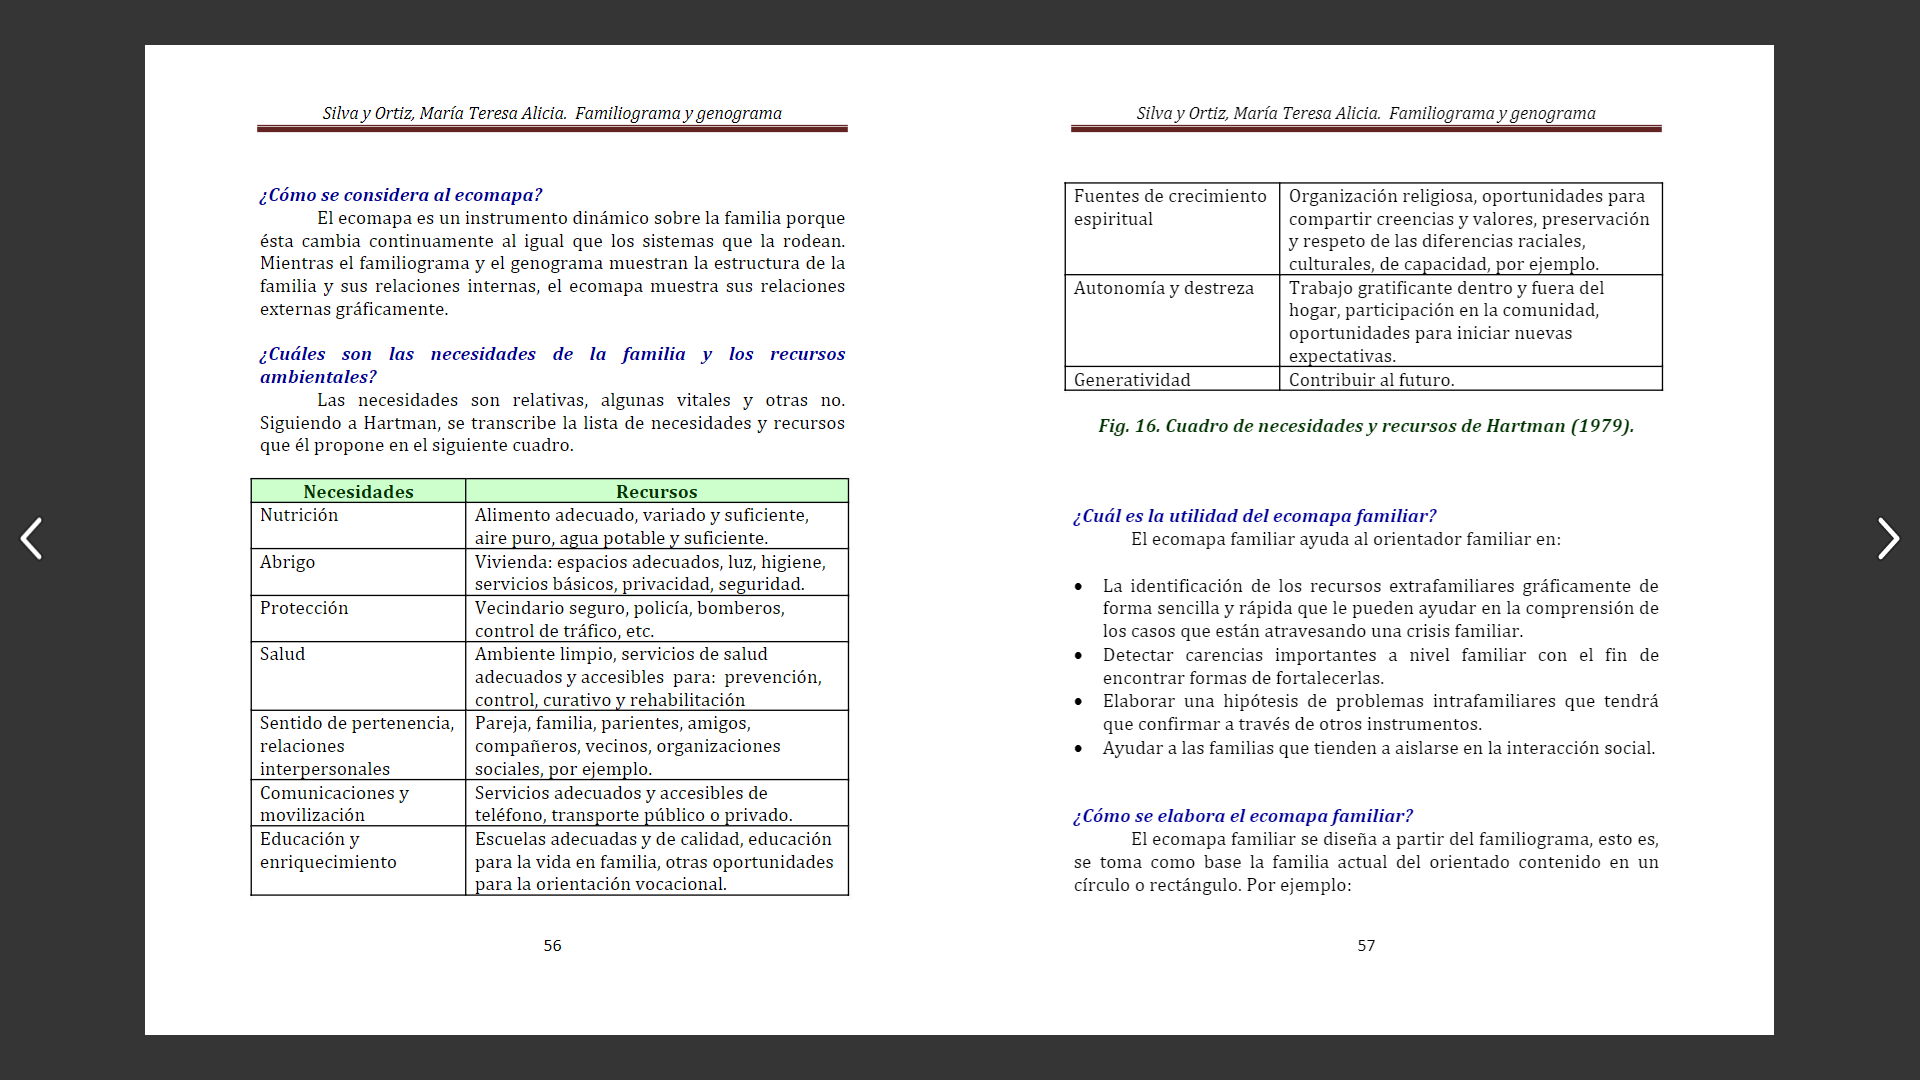 Silva y Ortiz, María Teresa Alicia.  Familiograma y genograma
¿Cómo se considera al ecomapa?
El ecomapa es un instrumento dinámico sobre la familia porque
ésta cambia continuamente al igual que los sistemas que la rodean.
Mientras el familiograma y el genograma muestran la estructura de la
familia y sus relaciones internas, el ecomapa muestra sus relaciones
externas gráficamente.
¿Cuáles son las necesidades de la familia y los recursos
ambientales?
Las necesidades son relativas, algunas vitales y otras no.
Siguiendo a Hartman, se transcribe la lista de necesidades y recursos
que él propone en el siguiente cuadro.
Necesidades Recursos
Nutrición Alimento adecuado, variado y suficiente,
aire puro, agua potable y suficiente.
Abrigo Vivienda: espacios adecuados, luz, higiene,
servicios básicos, privacidad, seguridad.
Protección Vecindario seguro, policía, bomberos,
control de tráfico, etc.
Salud Ambiente limpio, servicios de salud
adecuados y accesibles  para:  prevención,
control, curativo y rehabilitación
Sentido de pertenencia, Pareja, familia, parientes, amigos,
relaciones compañeros, vecinos, organizaciones
interpersonales sociales, por ejemplo.
Comunicaciones y Servicios adecuados y accesibles de
movilización teléfono, transporte público o privado.
Educación y Escuelas adecuadas y de calidad, educación
enriquecimiento para la vida en familia, otras oportunidades
para la orientación vocacional.
56
Silva y Ortiz, María Teresa Alicia.  Familiograma y genograma
Fuentes de crecimiento Organización religiosa, oportunidades para
espiritual compartir creencias y valores, preservación
y respeto de las diferencias raciales,
culturales, de capacidad, por ejemplo.
Autonomía y destreza Trabajo gratificante dentro y fuera del
hogar, participación en la comunidad,
oportunidades para iniciar nuevas
expectativas.
Generatividad Contribuir al futuro.
Fig. 16. Cuadro de necesidades y recursos de Hartman (1979).
¿Cuál es la utilidad del ecomapa familiar?
El ecomapa familiar ayuda al orientador familiar en:
• La identificación de los recursos extrafamiliares gráficamente de
forma sencilla y rápida que le pueden ayudar en la comprensión de
los casos que están atravesando una crisis familiar.
• Detectar carencias importantes a nivel familiar con el fin de
encontrar formas de fortalecerlas.
• Elaborar una hipótesis de problemas intrafamiliares que tendrá
que confirmar a través de otros instrumentos.
• Ayudar a las familias que tienden a aislarse en la interacción social.
¿Cómo se elabora el ecomapa familiar?
El ecomapa familiar se diseña a partir del familiograma, esto es,
se toma como base la familia actual del orientado contenido en un
círculo o rectángulo. Por ejemplo:
57